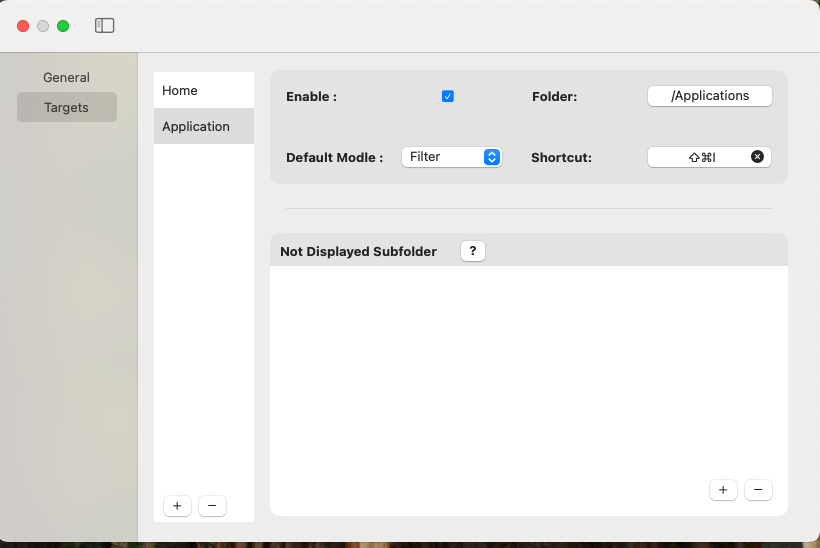 General
Targets
Home
Application
Enable :
Folder:
/Applications
Default Modle :
Filter
Shortcut:
⇧⌘I
Not Displayed Subfolder
?
+
−
+
−